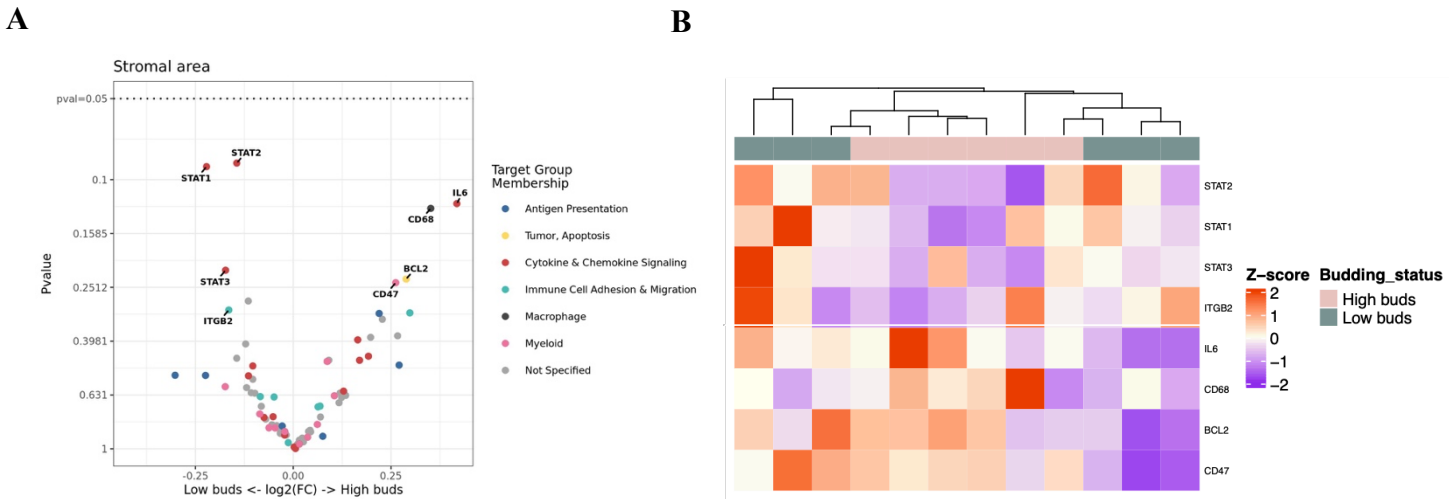 A
B
Stromal area
pval=0.05
0.1
0.1585
0.2512
0.3981
0.631
1
Pvalue
STAT2
STAT1
IL6
CD68
STAT3
BCL2
CD47
ITGB2
-0.25
0.00
0.25
Low buds <- log2(FC) -> High buds
Target Group
Membership
Antigen Presentation
Tumor, Apoptosis
Cytokine & Chemokine Signaling
Immune Cell Adhesion & Migration
Macrophage
Myeloid
Not Specified
STAT2
STAT1
STAT3
ITGB2
IL6
CD68
BCL2
CD47
Z-score
2
1
0
−1
−2
Budding_status
High buds
Low buds